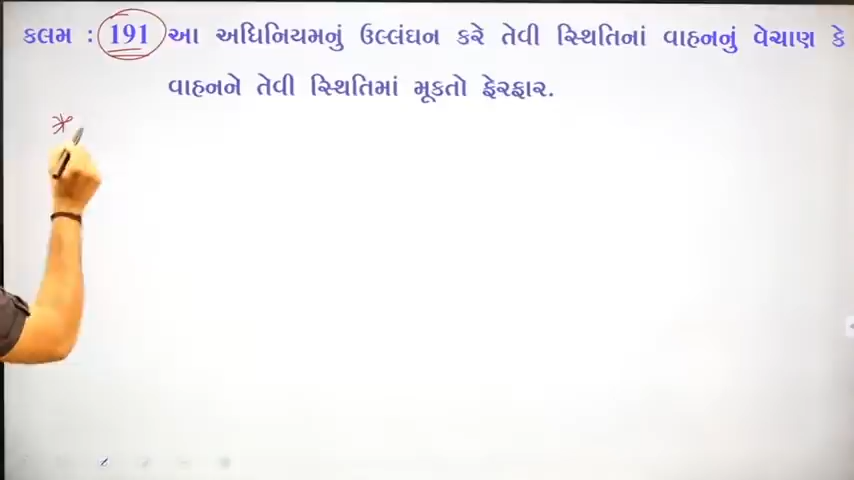 કલમ : 191 આ અધિનિયમનું ઉલ્લંઘન કરે તેવી સ્થિતિનાં વાહનનું વેચાણ કે
વાહનને તેવી સ્થિતિમાં મૂકતો ફેરફાર.